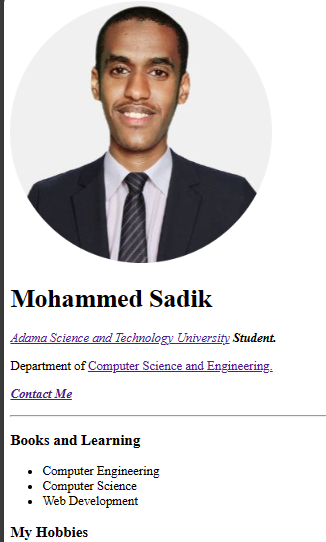 Mohammed Sadik
Adama Science and Technology University Student.
Department of Computer Science and Engineering.
Contact Me
Books and Learning
Computer Engineering
Computer Science
Web Development
My Hobbies